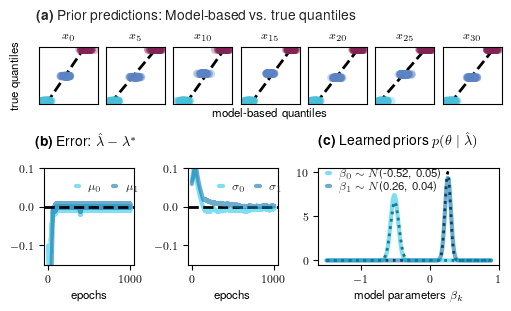 (a) Prior predictions: Model-based vs. true quantiles
x₀ x₅ x₁₀ x₁₅ x₂₀ x₂₅ x₃₀
true quantiles
model-based quantiles
(b) Error: λ̂ − λ*
0.1
0.0
−0.1
μ₀ μ₁
0 1000
epochs
0.1
0.0
−0.1
σ₀ σ₁
0 1000
epochs
(c) Learned priors p(θ | λ̂)
10
5
0
β₀ ∼ N(-0.52, 0.05)
β₁ ∼ N(0.26, 0.04)
−1 0 1
model parameters βₖ